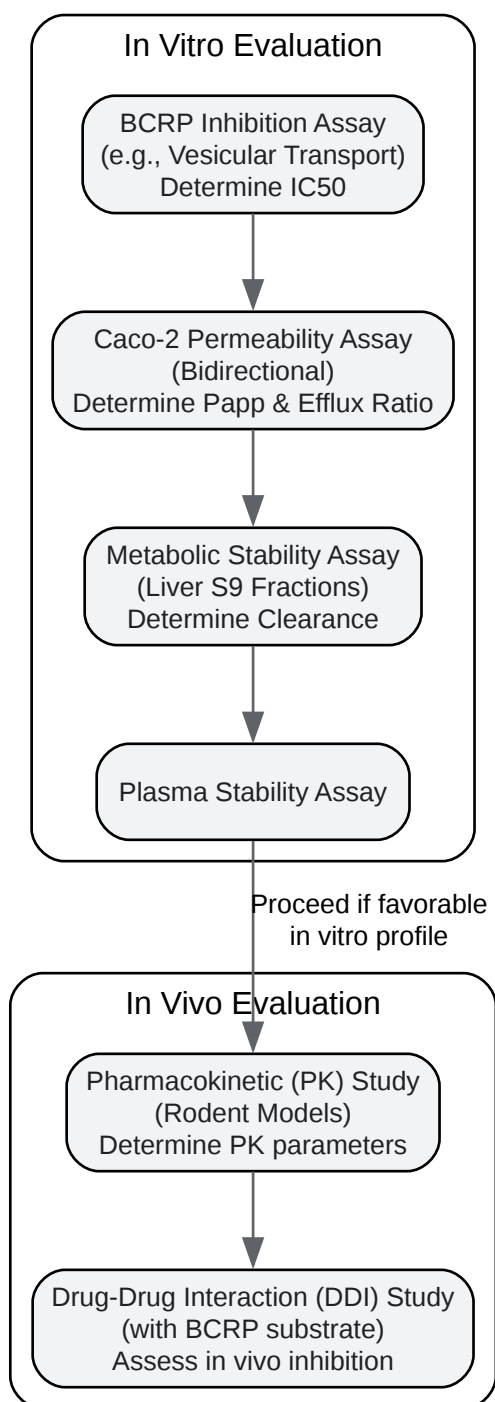 In Vitro Evaluation
BCRP Inhibition Assay
(e.g., Vesicular Transport)
Determine IC50
Caco-2 Permeability Assay
(Bidirectional)
Determine Papp & Efflux Ratio
Metabolic Stability Assay
(Liver S9 Fractions)
Determine Clearance
Plasma Stability Assay
Proceed if favorable
in vitro profile
In Vivo Evaluation
Pharmacokinetic (PK) Study
(Rodent Models)
Determine PK parameters
Drug-Drug Interaction (DDI) Study
(with BCRP substrate)
Assess in vivo inhibition